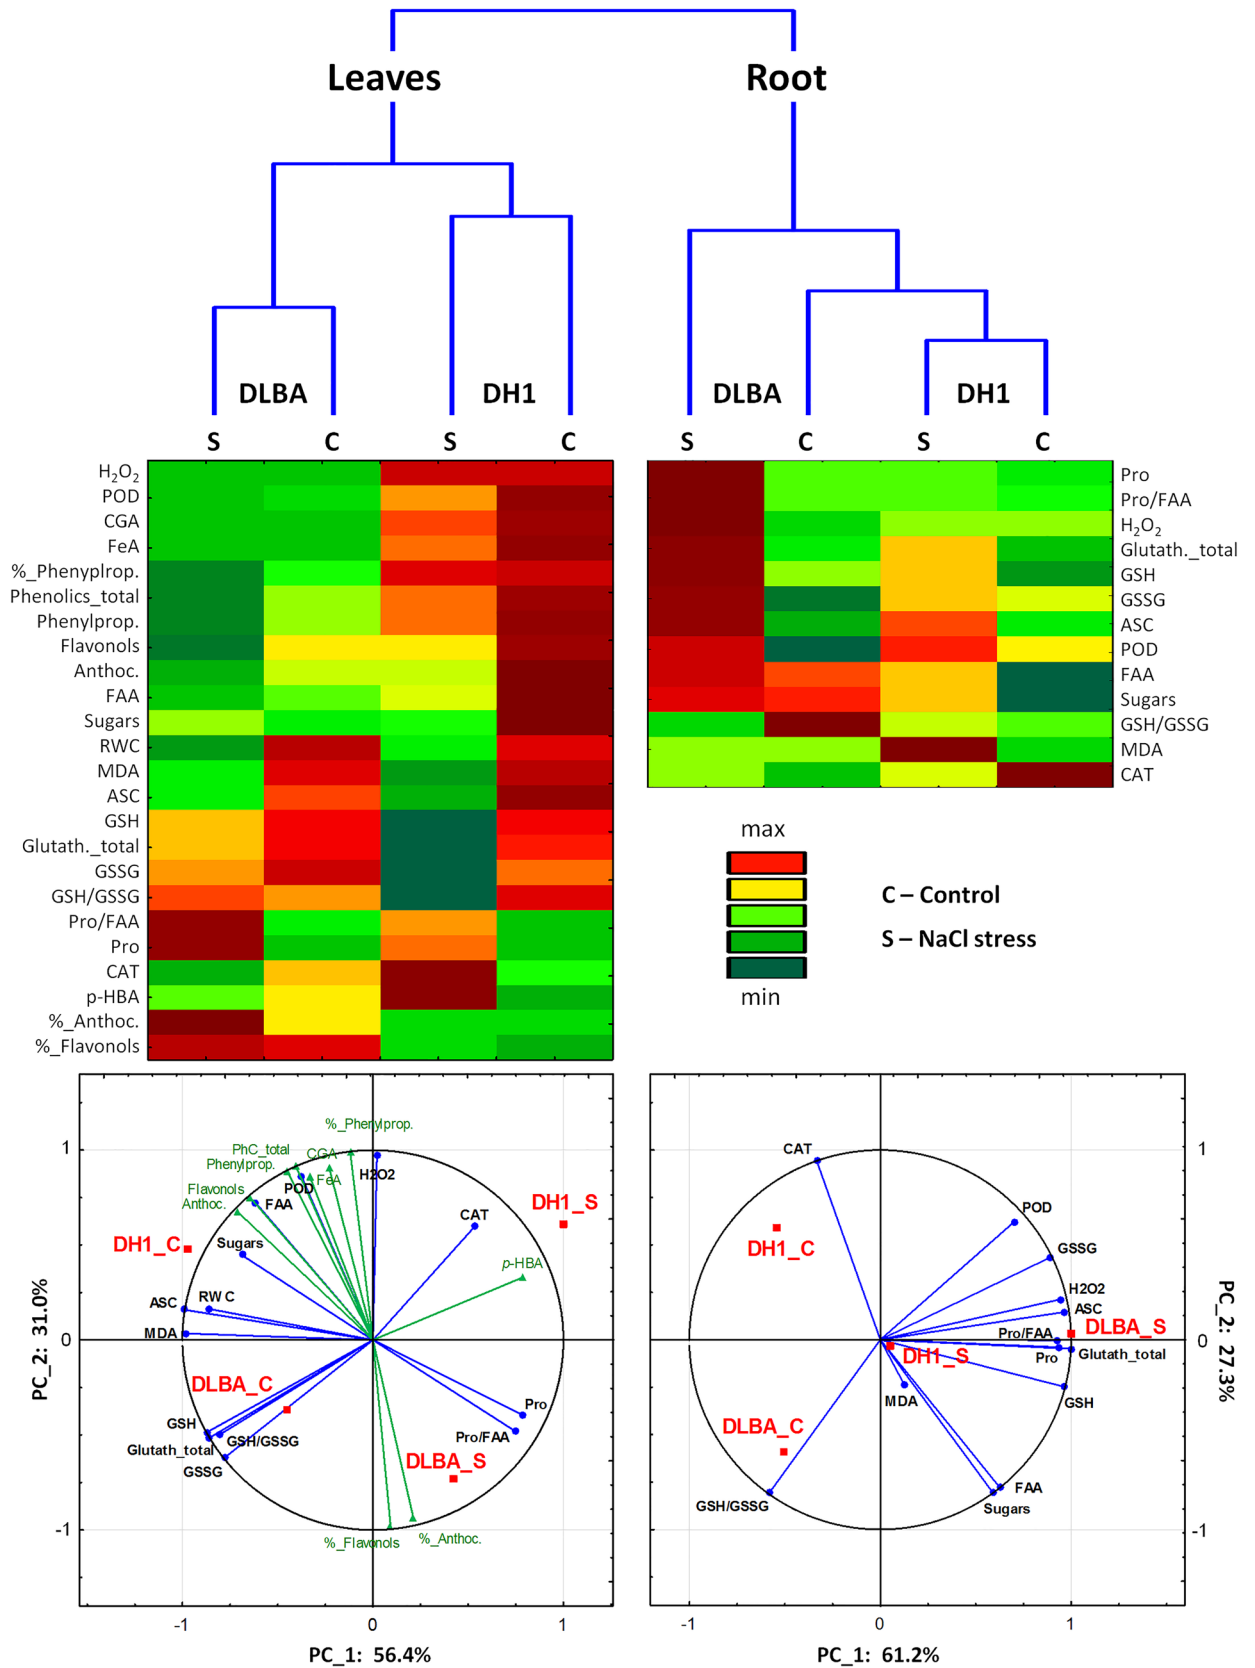 Leaves Root
DLBA DH1 DLBA DH1
S C S C S C S C
H₂O₂
POD
CGA
FeA
%_Phenyplrop.
Phenolics_total
Phenylprop.
Flavonols
Anthoc.
FAA
Sugars
RWC
MDA
ASC
GSH
Glutath._total
GSSG
GSH/GSSG
Pro/FAA
Pro
CAT
p-HBA
%_Anthoc.
%_Flavonols
Pro
Pro/FAA
H₂O₂
Glutath._total
GSH
GSSG
ASC
POD
FAA
Sugars
GSH/GSSG
MDA
CAT
max
min
C – Control
S – NaCl stress
%_Phenylprop.
PhC_total
CGA
Phenylprop.
FeA
H2O2
POD
Flavonols
Anthoc.
FAA
CAT
DH1_S
DH1_C
Sugars
p-HBA
ASC
RWC
MDA
DLBA_C
GSH
Glutath_total
GSH/GSSG
GSSG
Pro
Pro/FAA
DLBA_S
%_Flavonols
%_Anthoc.
1
0
-1
PC_2: 31.0%
-1 0 1
PC_1: 56.4%
CAT
POD
DH1_C
GSSG
H2O2
ASC
Pro/FAA
DLBA_S
Pro
Glutath_total
DH1_S
MDA
GSH
DLBA_C
GSH/GSSG
FAA
Sugars
1
0
-1
PC_2: 27.3%
-1 0 1
PC_1: 61.2%